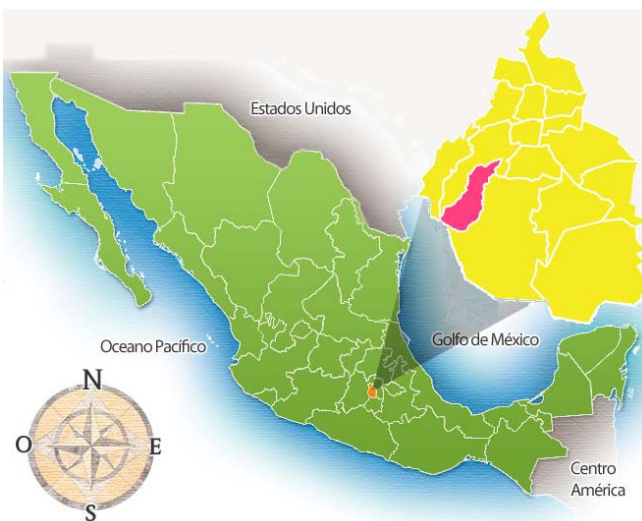 Estados Unidos
Oceano Pacífico
Golfo de México
N
O
E
S
Centro
América